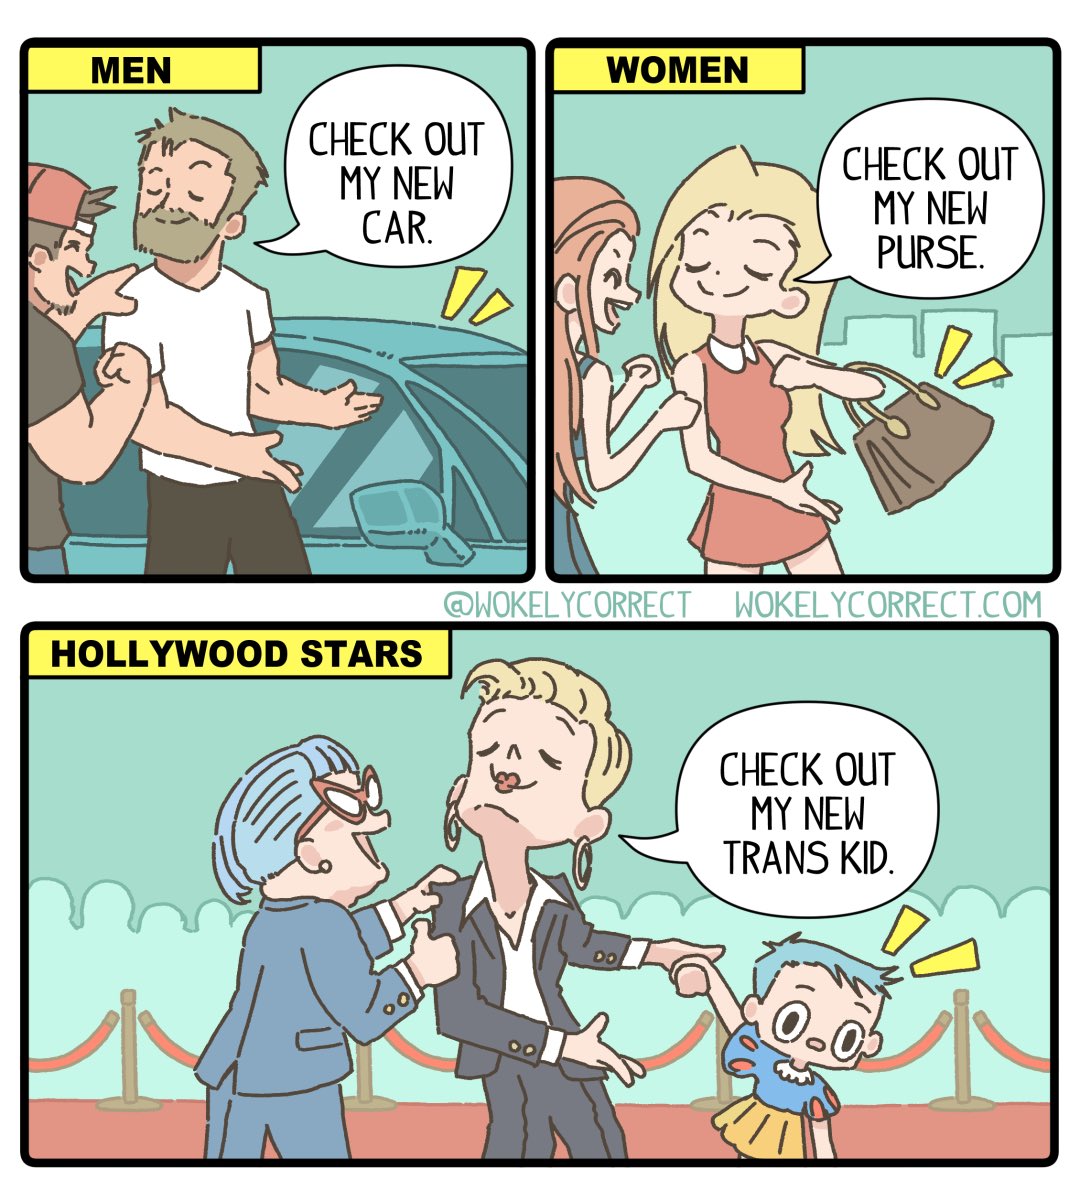 MEN
CHECK OUT
MY NEW
CAR.
WOMEN
CHECK OUT
MY NEW
PURSE.
@WOKELYCORRECT WOKELYCORRECT.COM
HOLLYWOOD STARS
CHECK OUT
MY NEW
TRANS KID.